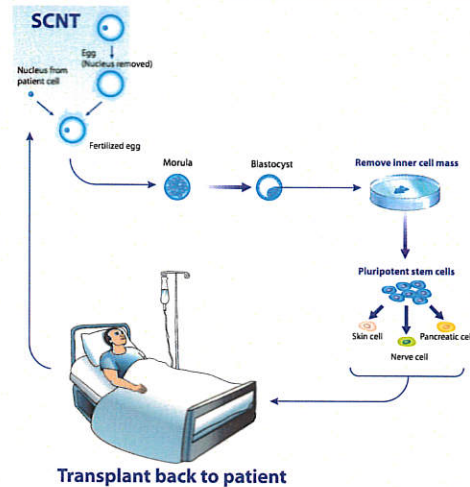 SCNT
Egg
(Nucleus removed)
Nucleus from
patient cell
Fertilized egg
Morula
Blastocyst
Remove inner cell mass
Pluripotent stem cells
Skin cell
Pancreatic cel
Nerve cell
Transplant back to patient